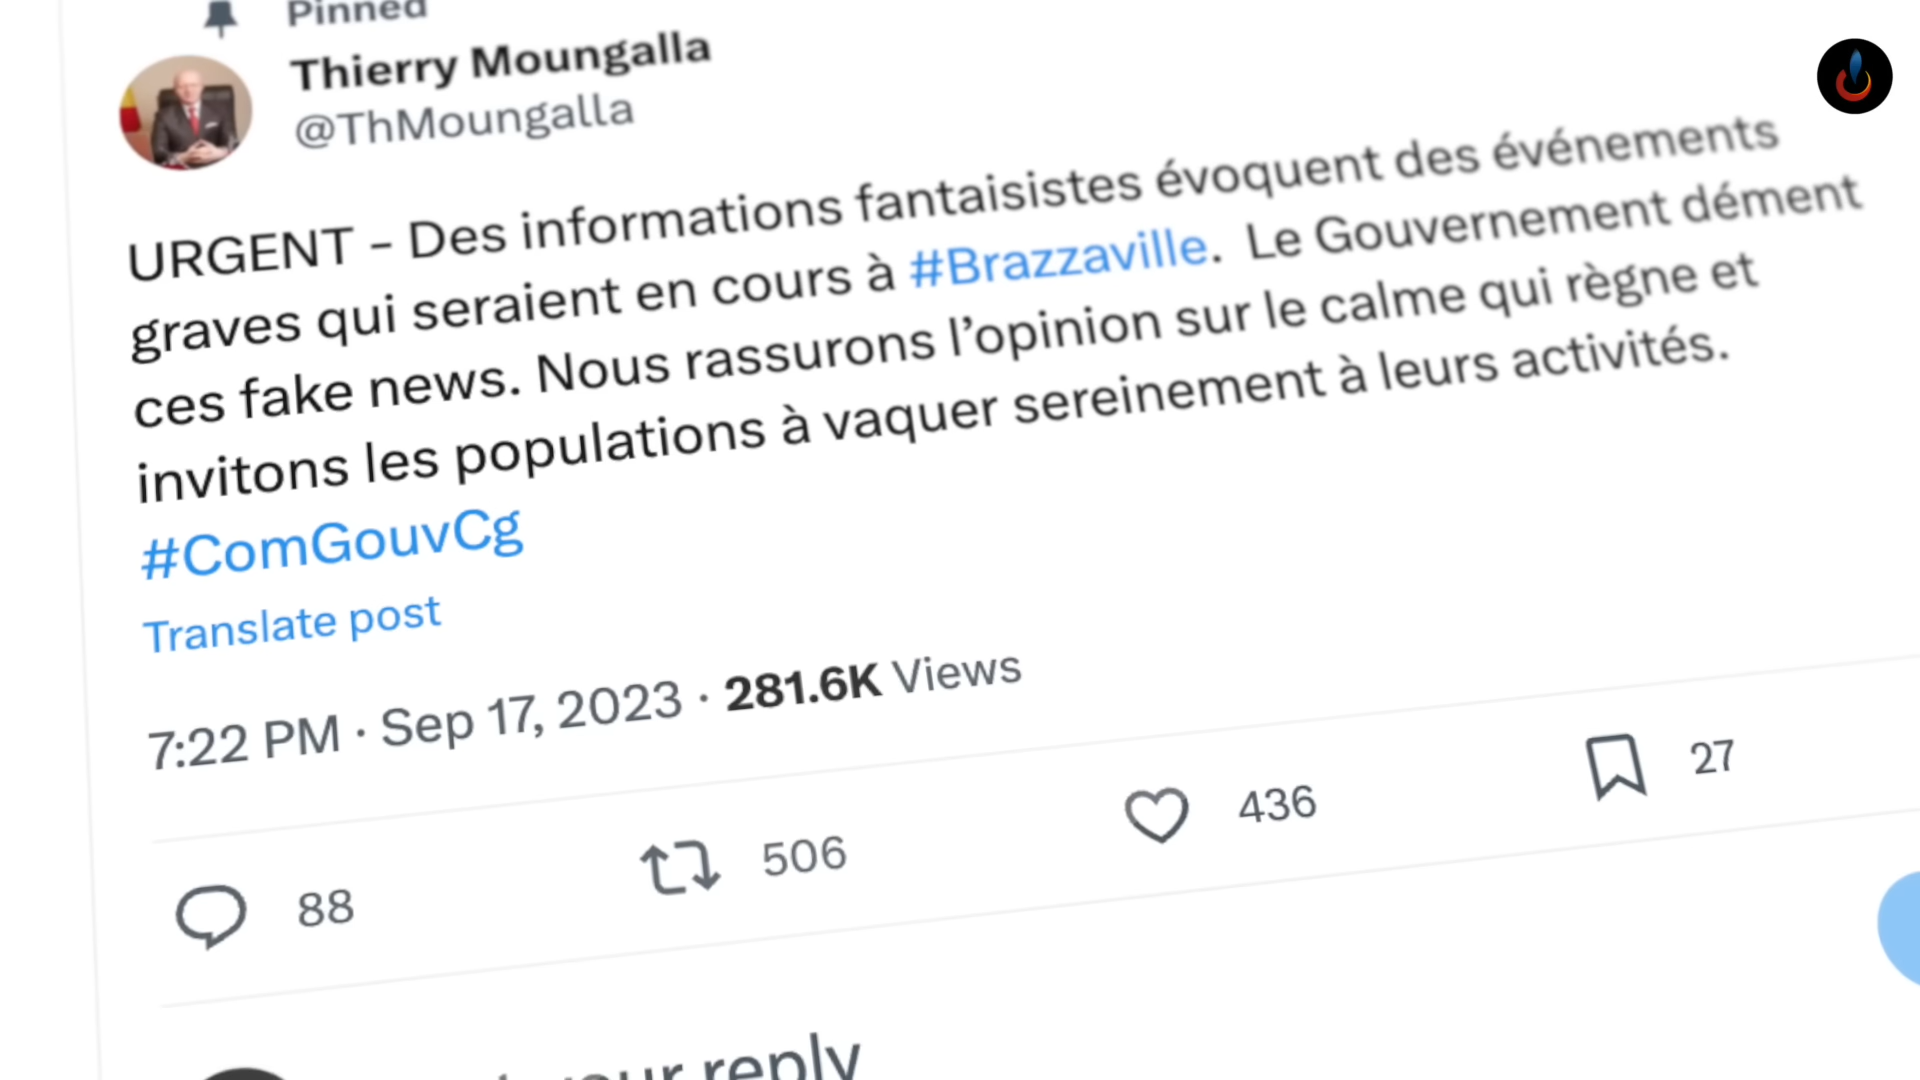 Pinned
Thierry Moungalla
@ThMoungalla
URGENT – Des informations fantaisistes évoquent des événements
graves qui seraient en cours à #Brazzaville. Le Gouvernement dément
ces fake news. Nous rassurons l’opinion sur le calme qui règne et
invitons les populations à vaquer sereinement à leurs activités.
#ComGouvCg
Translate post
7:22 PM · Sep 17, 2023 · 281.6K Views
88 506 436 27
your reply